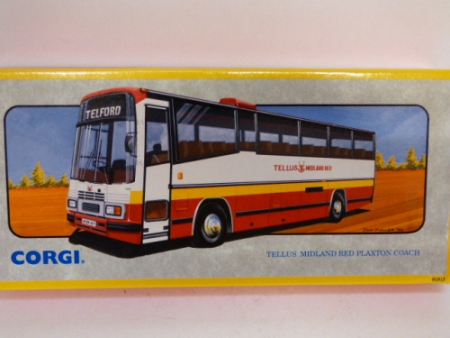 TELFORD
TELLUS MIDLAND RED
CORGI.
TELLUS MIDLAND RED PLAXTON COACH